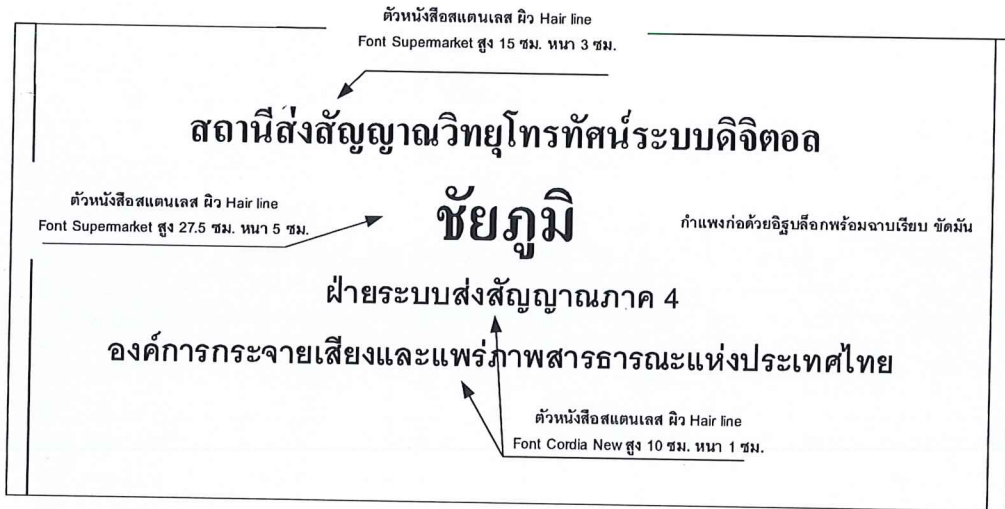 ตัวหนังสือสแตนเลส ผิว Hair line
Font Supermarket สูง 15 ซม. หนา 3 ซม.
สถานีส่งสัญญาณวิทยุโทรทัศน์ระบบดิจิตอล
ตัวหนังสือสแตนเลส ผิว Hair line
Font Supermarket สูง 27.5 ซม. หนา 5 ซม.
ชัยภูมิ
กำแพงก่อด้วยอิฐบล็อกพร้อมฉาบเรียบ ขัดมัน
ฝ่ายระบบส่งสัญญาณภาค 4
องค์การกระจายเสียงและแพร่ภาพสารธารณะแห่งประเทศไทย
ตัวหนังสือสแตนเลส ผิว Hair line
Font Cordia New สูง 10 ซม. หนา 1 ซม.